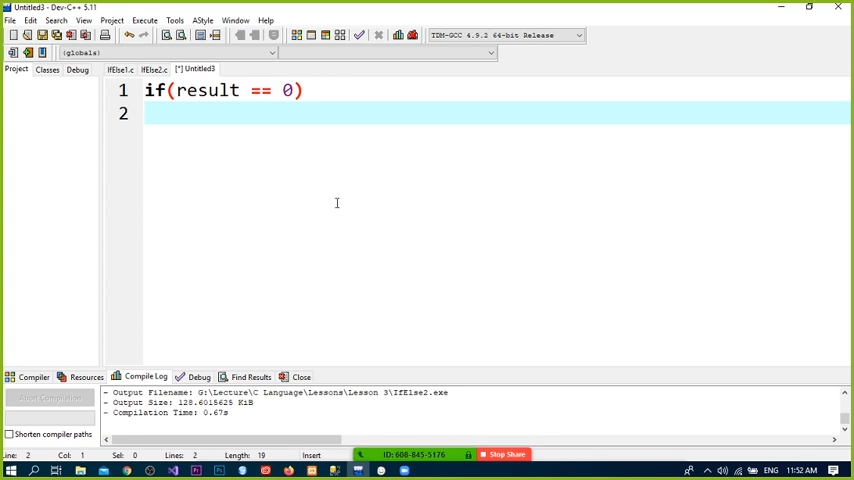 Untitled3 - Dev-C++ 5.11
File Edit Search View Project Execute Tools AStyle Window Help
TDM-GCC 4.9.2 64-bit Release
(globals)
Project Classes Debug IfElse1.c IfElse2.c [*] Untitled3
1 if(result == 0)
2
Compiler Resources Compile Log Debug Find Results Close
Abort Compilation
Shorten compiler paths
- Output Filename: G:\Lecture\C Language\Lessons\Lesson 3\IfElse2.exe
- Output Size: 128.6015625 KiB
- Compilation Time: 0.67s
Line: 2 Col: 1 Sel: 0 Lines: 2 Length: 19 Insert
ID: 608-845-5176 Stop Share
ENG 11:52 AM